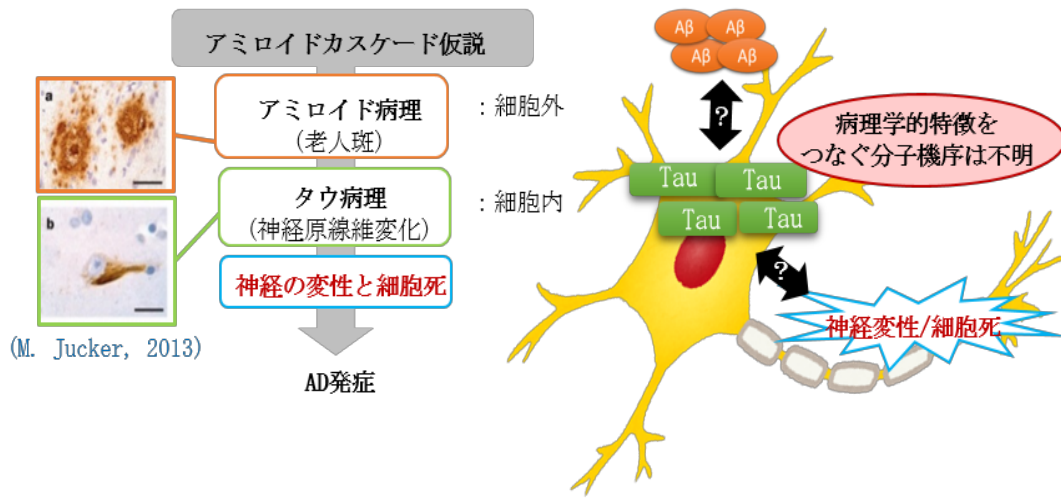 アミロイドカスケード仮説
a
アミロイド病理
(老人斑)
：細胞外
b
タウ病理
(神経原線維変化)
：細胞内
神経の変性と細胞死
(M. Jucker, 2013)
AD発症
Aβ
Aβ
Aβ
Aβ
?
病理学的特徴を
つなぐ分子機序は不明
Tau
Tau
Tau
Tau
?
神経変性/細胞死